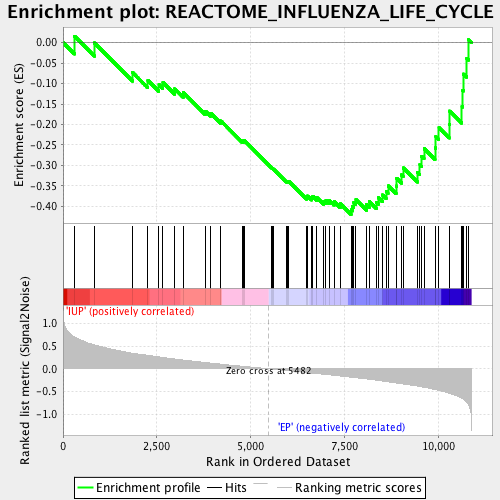 Enrichment plot: REACTOME_INFLUENZA_LIFE_CYCLE
Enrichment score (ES)
0.00
-0.05
-0.10
-0.15
-0.20
-0.25
-0.30
-0.35
-0.40
'IUP' (positively correlated)
Ranked list metric (Signal2Noise)
1.0
0.5
0.0
-0.5
-1.0
Zero cross at 5482
'EP' (negatively correlated)
0
2,500
5,000
7,500
10,000
Rank in Ordered Dataset
Enrichment profile
Hits
Ranking metric scores